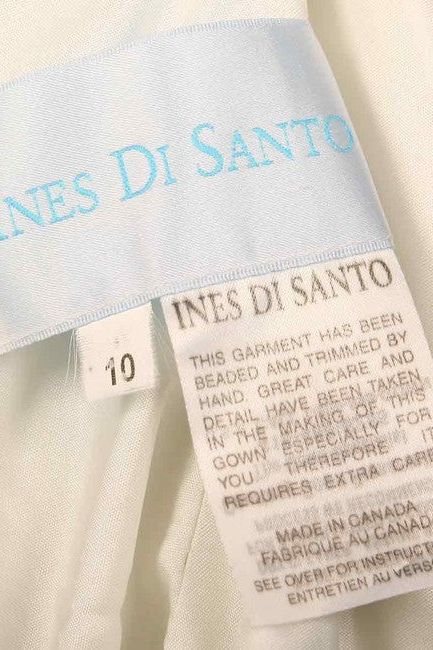 INES DI SANTO
10
INES DI SANTO
THIS GARMENT HAS BEEN
BEADED AND TRIMMED BY
HAND GREAT CARE AND
DETAIL HAVE BEEN TAKEN
IN THE MAKING OF THIS
GOWN ESPECIALLY FOR
YOU THEREFORE IT
REQUIRES EXTRA CARE
MADE IN CANADA
FABRIQUE AU CANADA
SEE OVER FOR INSTRUCT
ENTRETIEN AU VERS